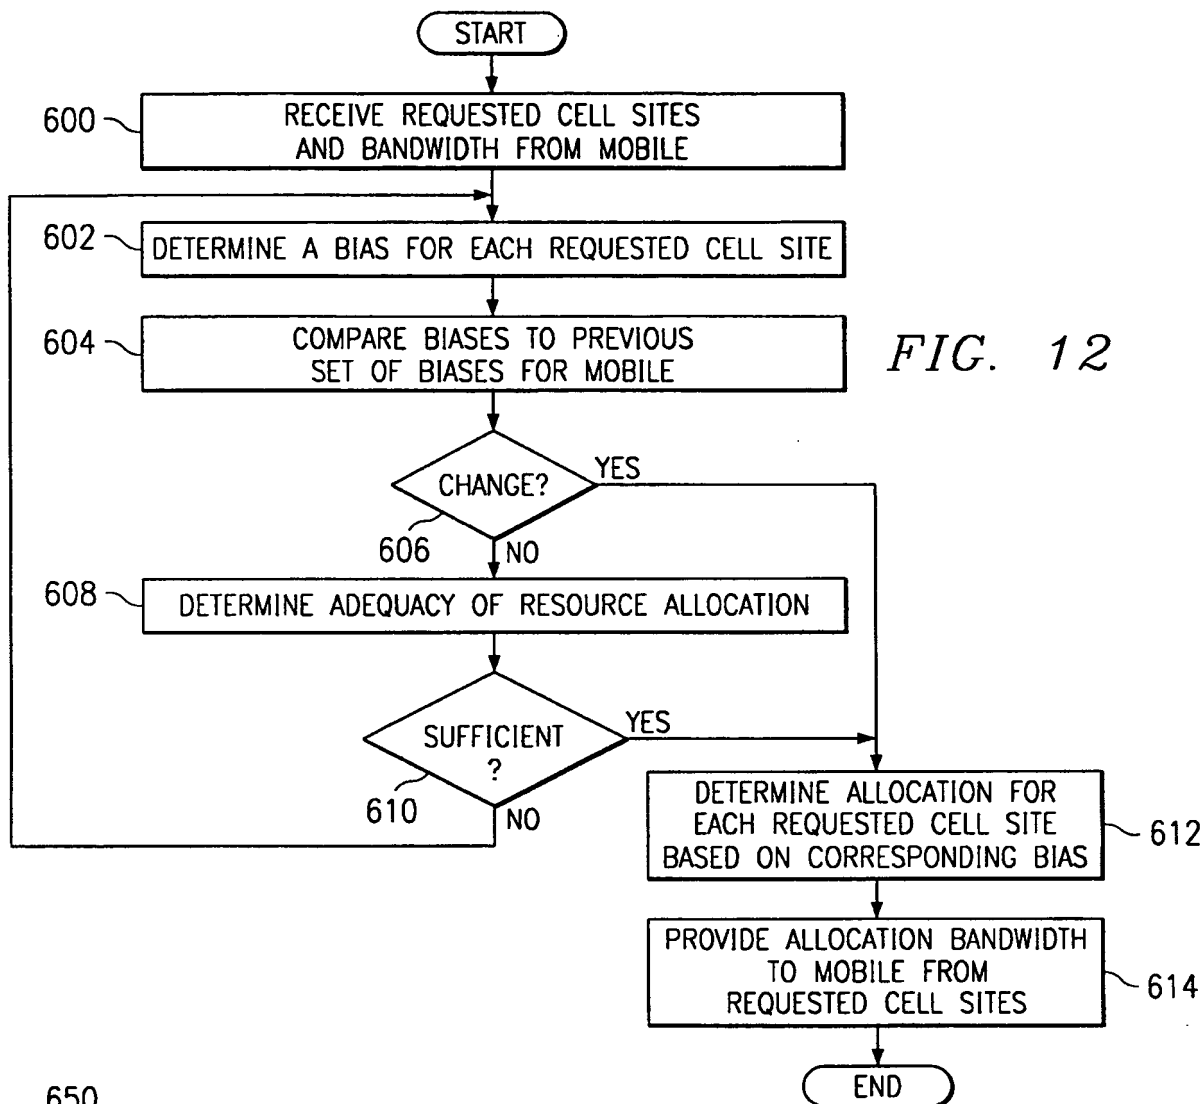 START
600
RECEIVE REQUESTED CELL SITES
AND BANDWIDTH FROM MOBILE
602
DETERMINE A BIAS FOR EACH REQUESTED CELL SITE
604
COMPARE BIASES TO PREVIOUS
SET OF BIASES FOR MOBILE
FIG. 12
CHANGE?
YES
606
NO
608
DETERMINE ADEQUACY OF RESOURCE ALLOCATION
SUFFICIENT
?
YES
610
NO
DETERMINE ALLOCATION FOR
EACH REQUESTED CELL SITE
BASED ON CORRESPONDING BIAS
612
PROVIDE ALLOCATION BANDWIDTH
TO MOBILE FROM
REQUESTED CELL SITES
614
END
650